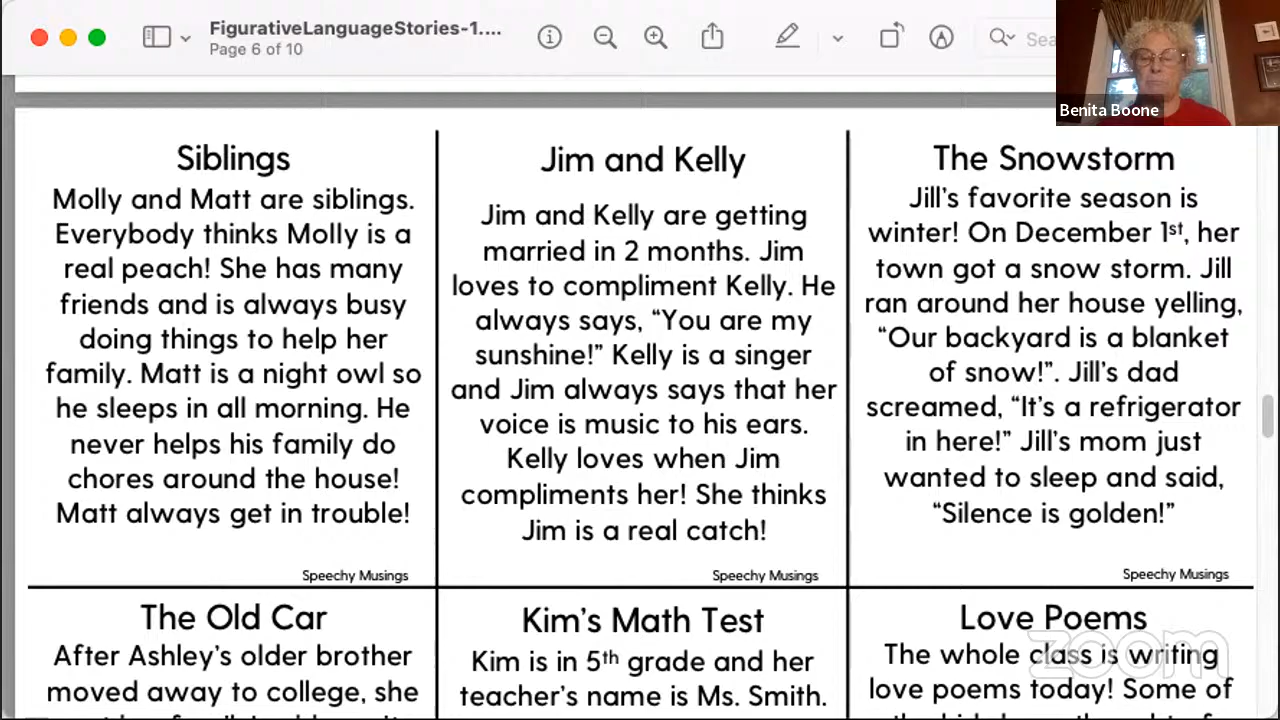 FigurativeLanguageStories-1....
Page 6 of 10
Benita Boone
Siblings
Molly and Matt are siblings.
Everybody thinks Molly is a
real peach! She has many
friends and is always busy
doing things to help her
family. Matt is a night owl so
he sleeps in all morning. He
never helps his family do
chores around the house!
Matt always get in trouble!
Speechy Musings
Jim and Kelly
Jim and Kelly are getting
married in 2 months. Jim
loves to compliment Kelly. He
always says, “You are my
sunshine!” Kelly is a singer
and Jim always says that her
voice is music to his ears.
Kelly loves when Jim
compliments her! She thinks
Jim is a real catch!
Speechy Musings
The Snowstorm
Jill’s favorite season is
winter! On December 1st, her
town got a snow storm. Jill
ran around her house yelling,
“Our backyard is a blanket
of snow!”. Jill’s dad
screamed, “It’s a refrigerator
in here!” Jill’s mom just
wanted to sleep and said,
“Silence is golden!”
Speechy Musings
The Old Car
After Ashley’s older brother
moved away to college, she
Kim’s Math Test
Kim is in 5th grade and her
teacher’s name is Ms. Smith.
Love Poems
The whole class is writing
love poems today! Some of
zoom